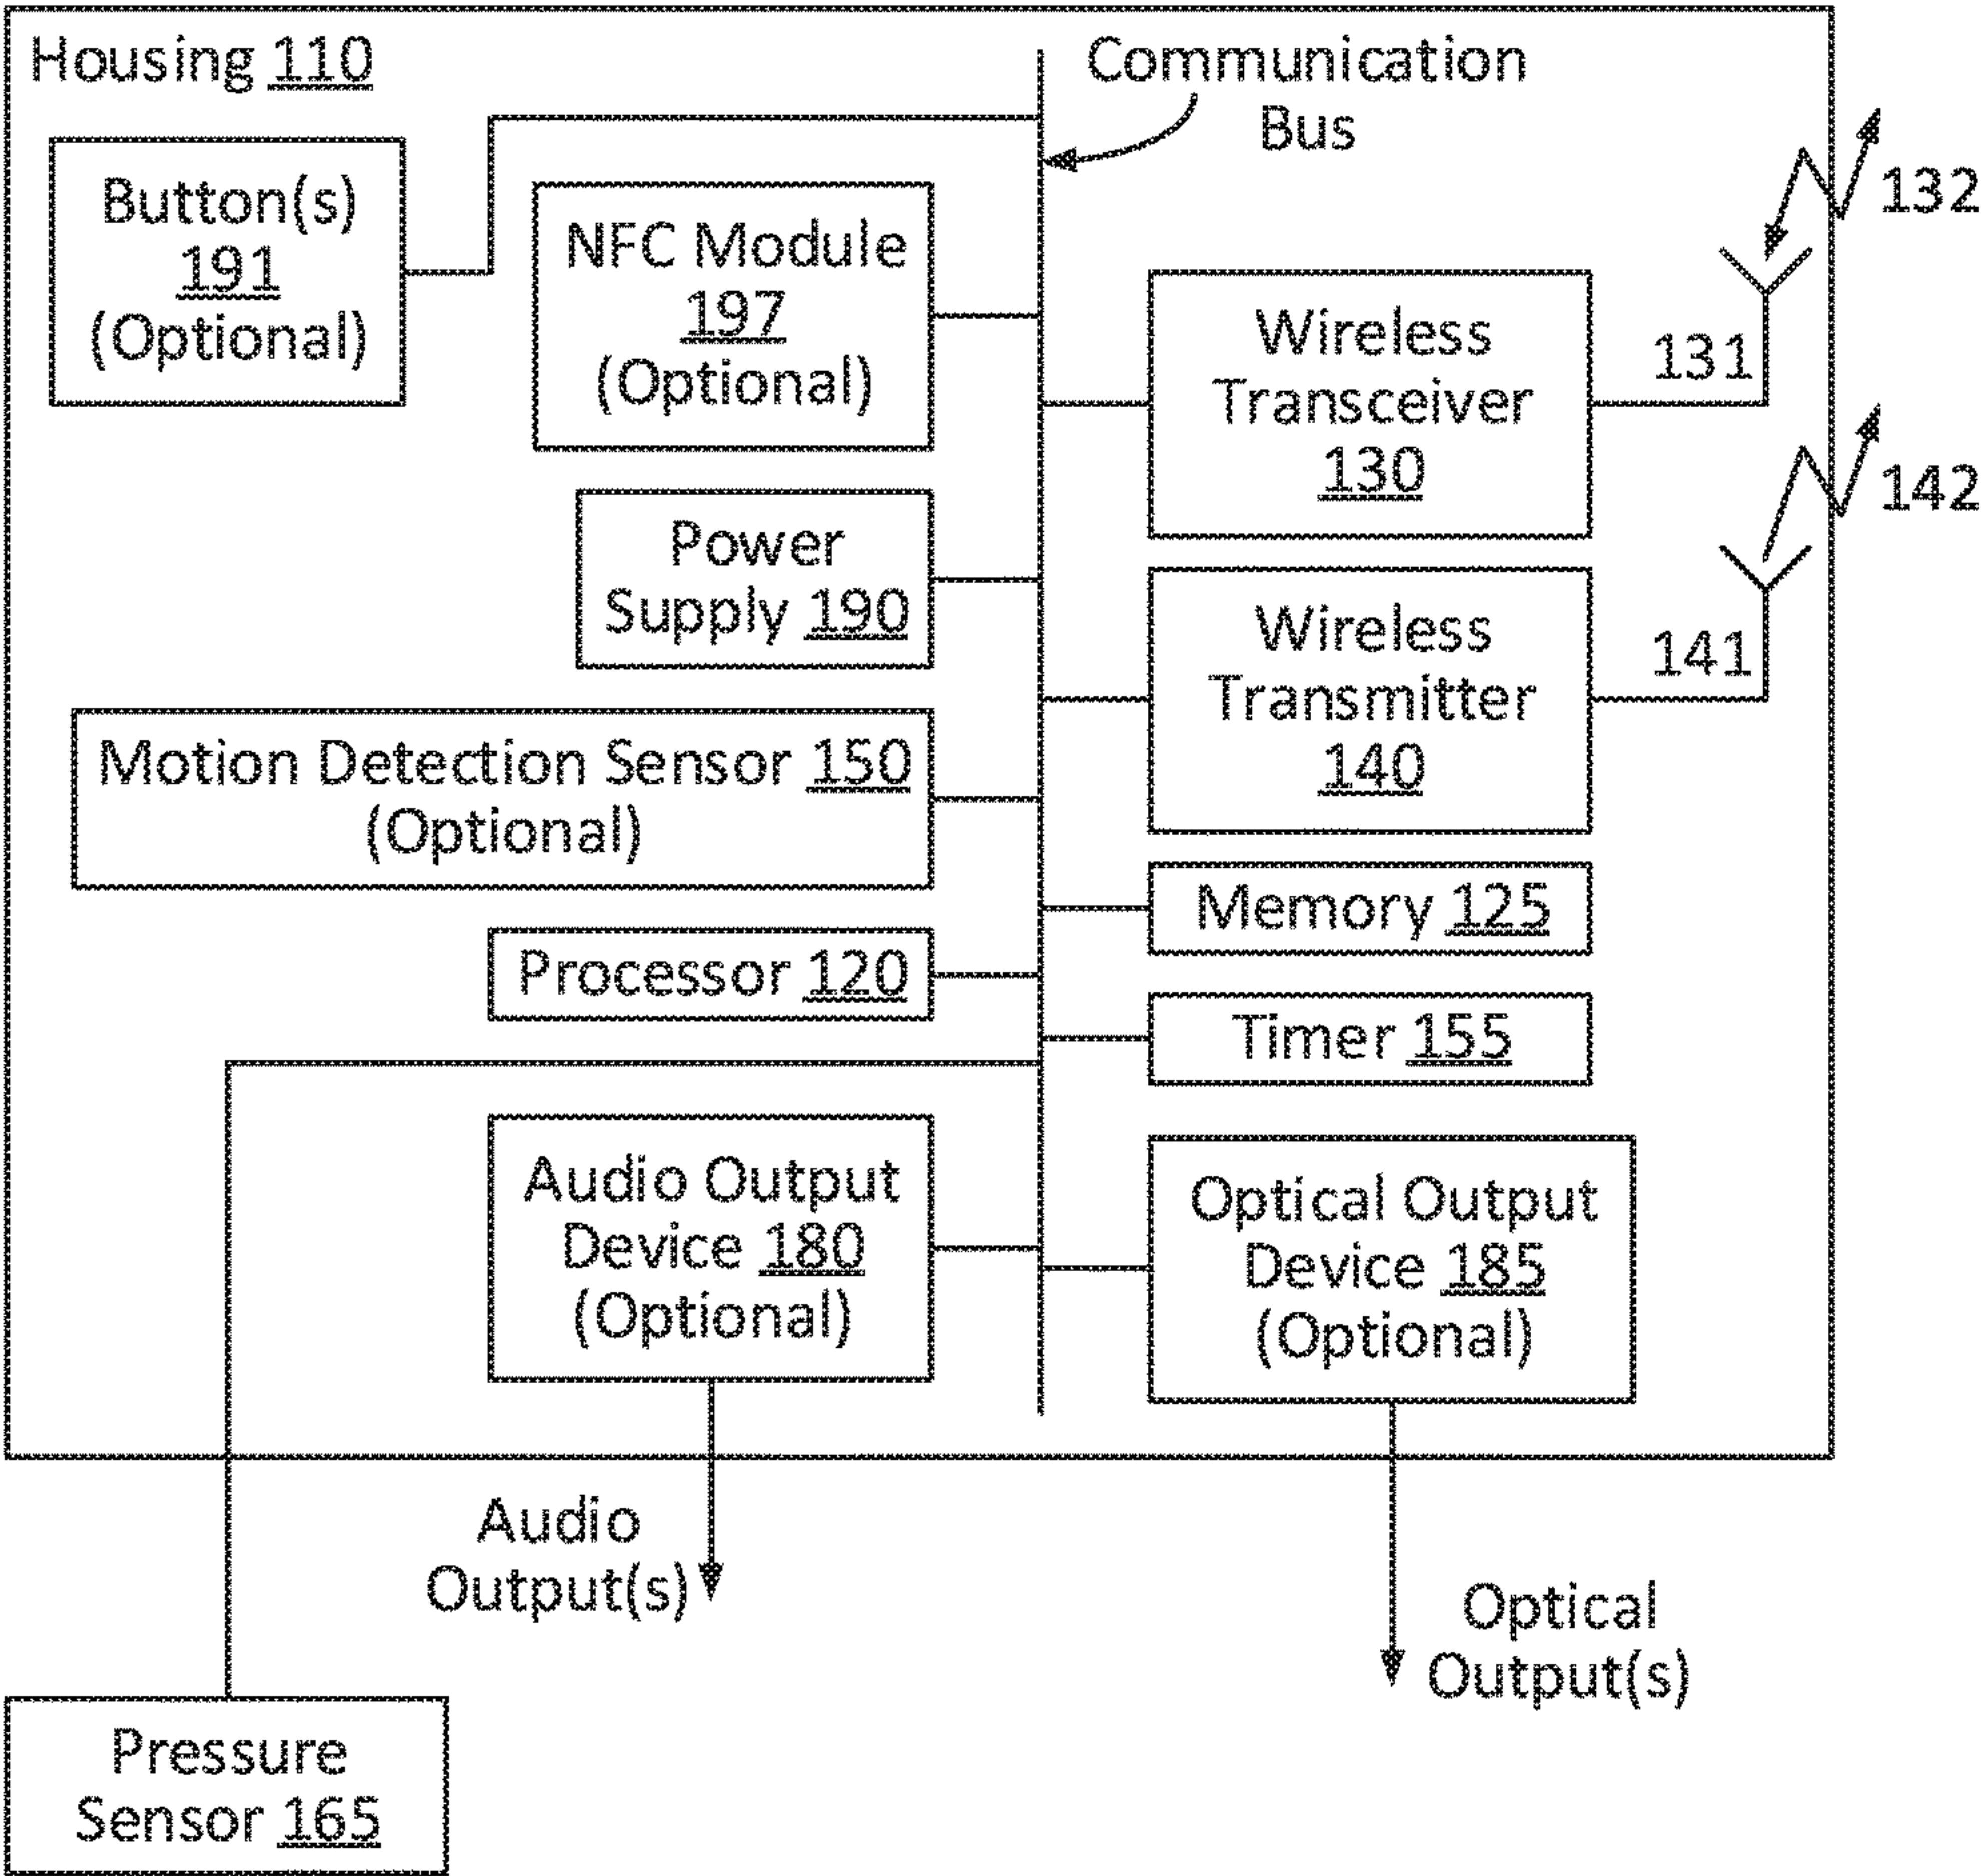 Housing 110
Communication
Bus
Button(s)
191
(Optional)
NFC Module
197
(Optional)
132
Wireless
Transceiver
130
131
142
Power
Supply 190
Wireless
Transmitter
140
141
Motion Detection Sensor 150
(Optional)
Memory 125
Processor 120
Timer 155
Audio Output
Device 180
(Optional)
Optical Output
Device 185
(Optional)
Audio
Output(s)
Optical
Output(s)
Pressure
Sensor 165